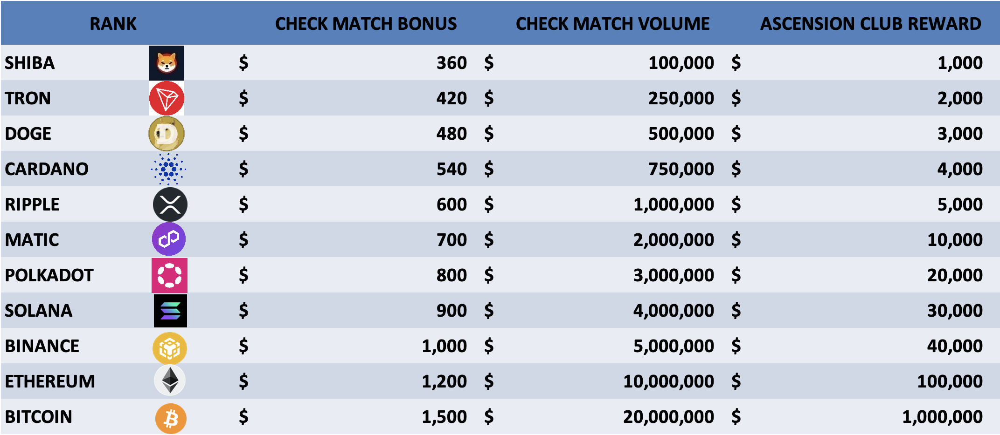 RANK CHECK MATCH BONUS CHECK MATCH VOLUME ASCENSION CLUB REWARD
SHIBA $ 360 $ 100,000 $ 1,000
TRON $ 420 $ 250,000 $ 2,000
DOGE $ 480 $ 500,000 $ 3,000
CARDANO $ 540 $ 750,000 $ 4,000
RIPPLE $ 600 $ 1,000,000 $ 5,000
MATIC $ 700 $ 2,000,000 $ 10,000
POLKADOT $ 800 $ 3,000,000 $ 20,000
SOLANA $ 900 $ 4,000,000 $ 30,000
BINANCE $ 1,000 $ 5,000,000 $ 40,000
ETHEREUM $ 1,200 $ 10,000,000 $ 100,000
BITCOIN $ 1,500 $ 20,000,000 $ 1,000,000